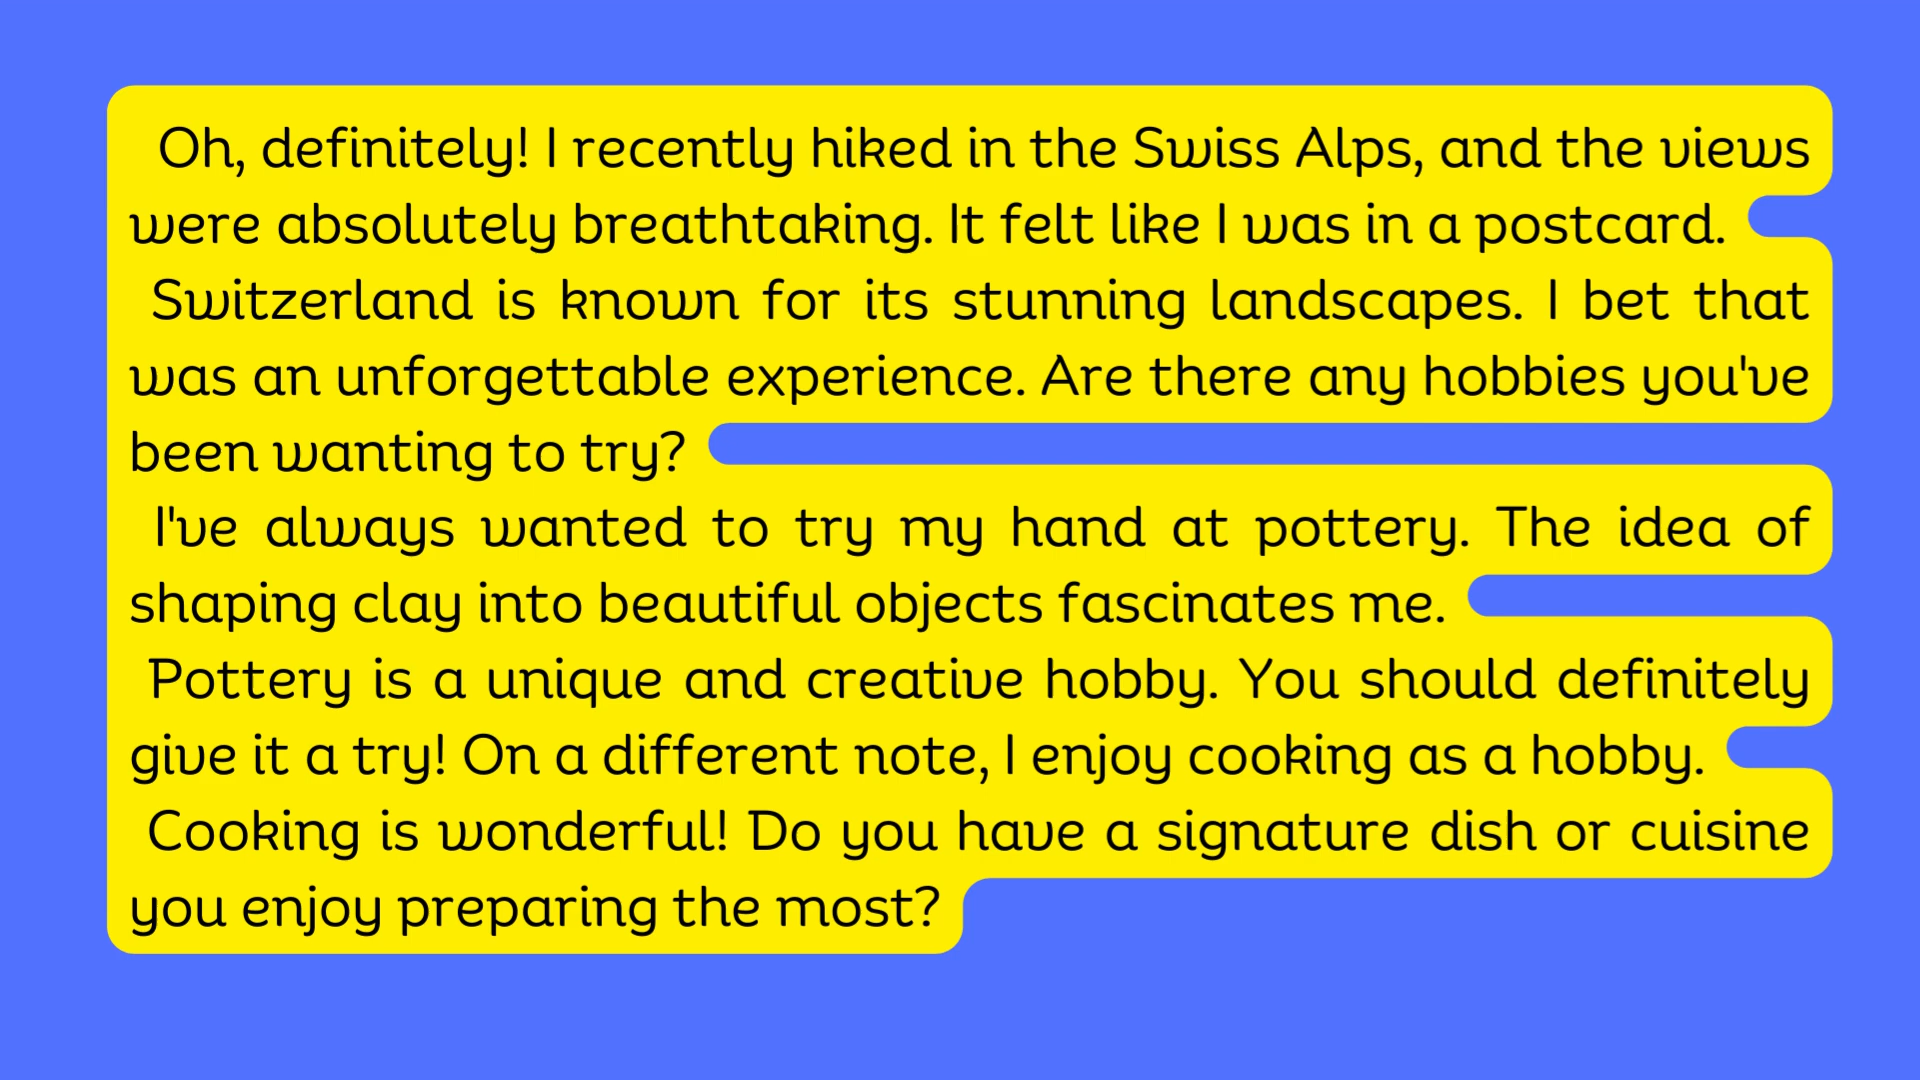 Oh, definitely! I recently hiked in the Swiss Alps, and the views
were absolutely breathtaking. It felt like I was in a postcard.
Switzerland is known for its stunning landscapes. I bet that
was an unforgettable experience. Are there any hobbies you've
been wanting to try?
I've always wanted to try my hand at pottery. The idea of
shaping clay into beautiful objects fascinates me.
Pottery is a unique and creative hobby. You should definitely
give it a try! On a different note, I enjoy cooking as a hobby.
Cooking is wonderful! Do you have a signature dish or cuisine
you enjoy preparing the most?